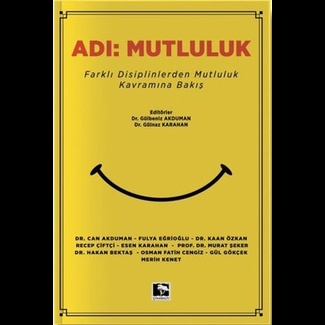 ADI: MUTLULUK
Farklı Disiplinlerden Mutluluk
Kavramına Bakış
Editörler
Dr. Gülbeniz AKDUMAN
Dr. Gülnaz KARAHAN
DR. CAN AKDUMAN - FULYA EĞRİOĞLU - DR. KAAN ÖZKAN
RECEP ÇİFTÇİ - ESEN KARAHAN - PROF. DR. MURAT ŞEKER
DR. HAKAN BEKTAŞ - OSMAN FATİH CENGİZ - GÜL GÖKÇEK
MERİH KENET